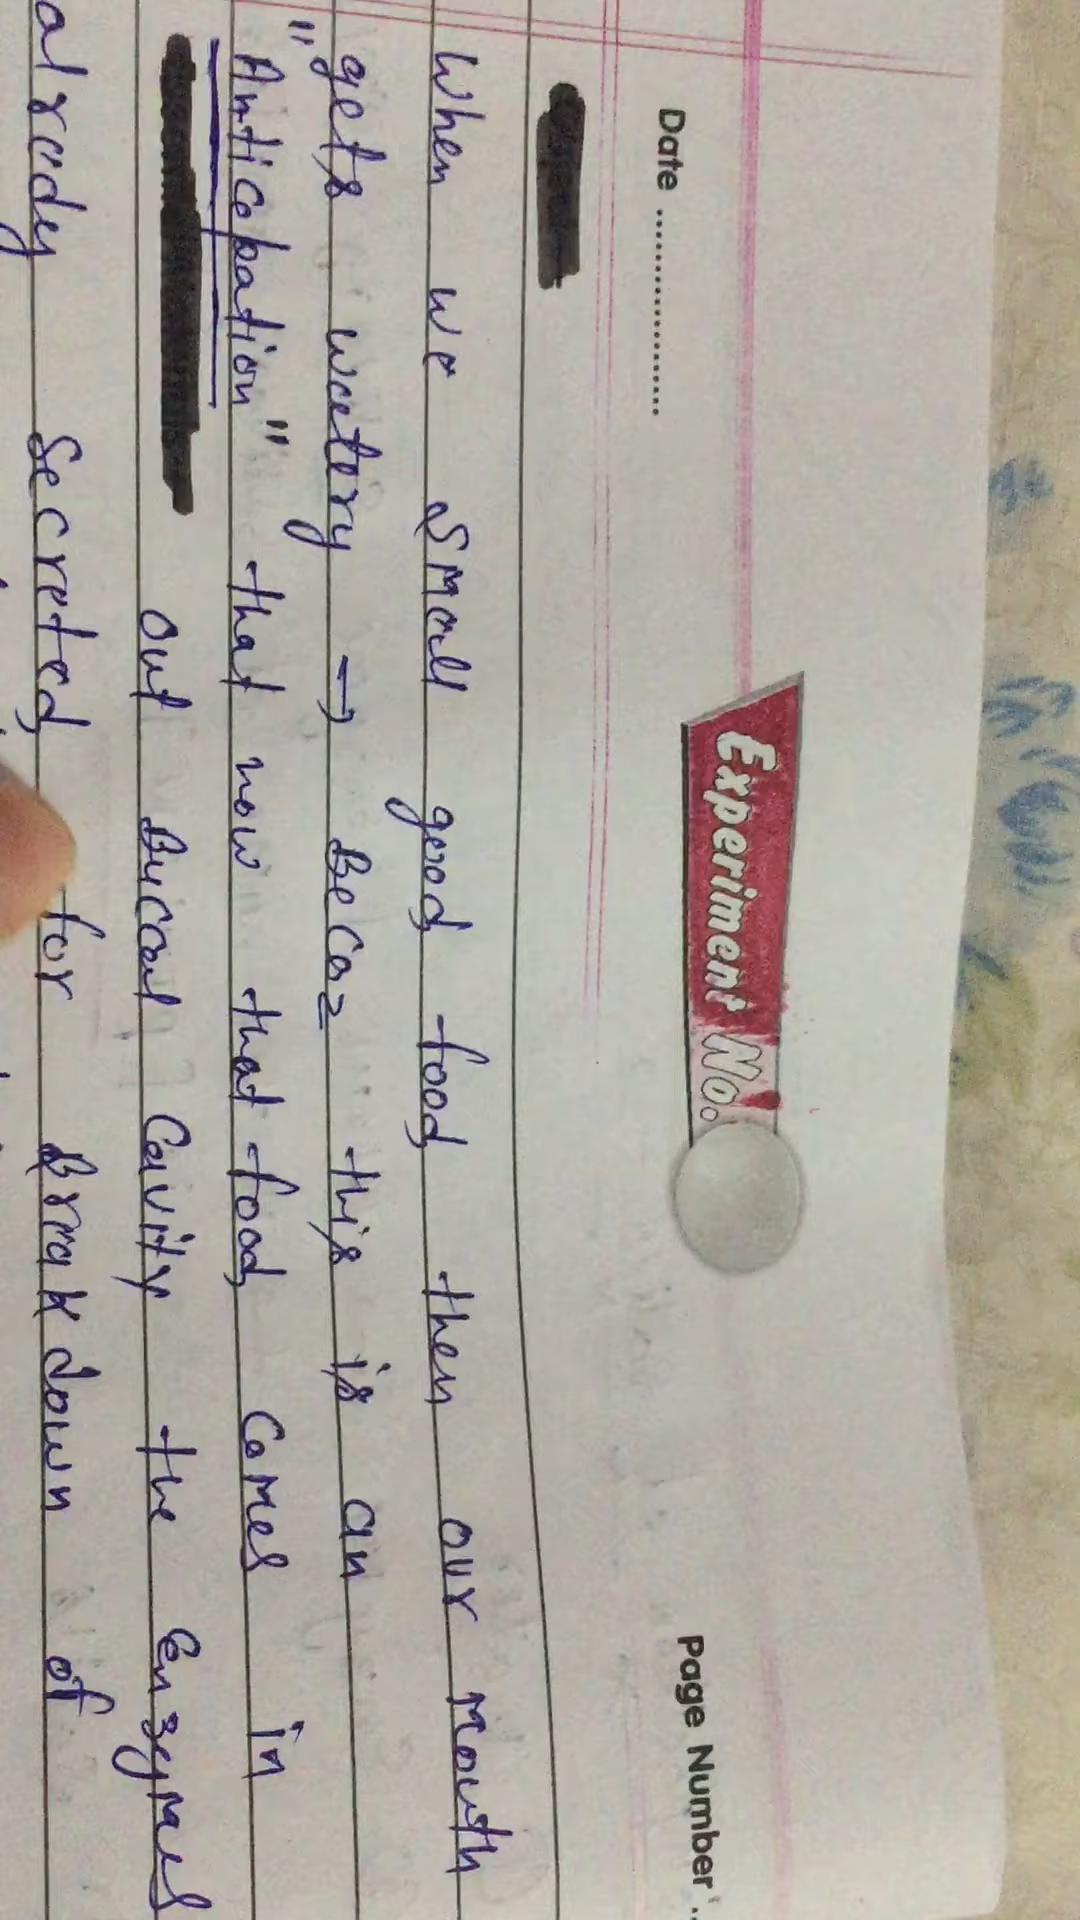 Experiment No.
Date ............... Page Number ..
When we Smell good food then our mouth
gets watery → Becaz this is an
"Anticipation" that now that food comes in
out Buccal Cavity the enzymes
already Secreted for Break down of